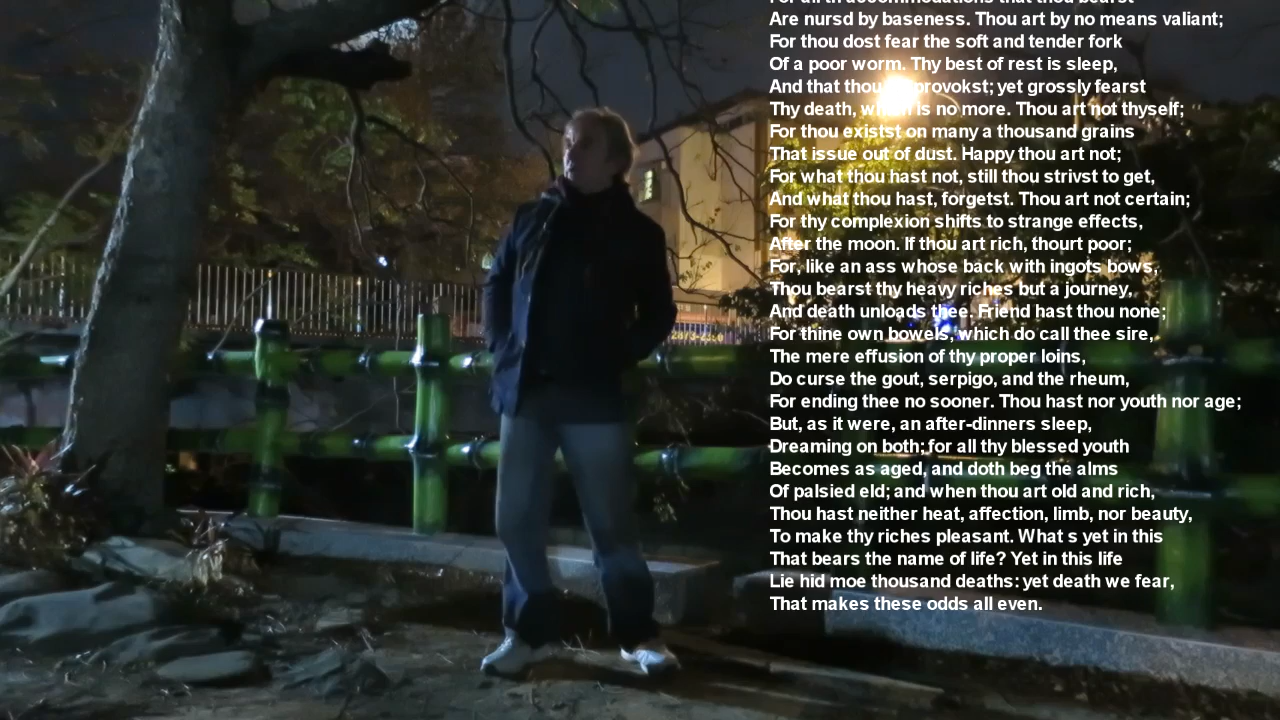 For all th accommodations that thou bearst
Are nursd by baseness. Thou art by no means valiant;
For thou dost fear the soft and tender fork
Of a poor worm. Thy best of rest is sleep,
And that thou provokst; yet grossly fearst
Thy death, which is no more. Thou art not thyself;
For thou existst on many a thousand grains
That issue out of dust. Happy thou art not;
For what thou hast not, still thou strivst to get,
And what thou hast, forgetst. Thou art not certain;
For thy complexion shifts to strange effects,
After the moon. If thou art rich, thourt poor;
For, like an ass whose back with ingots bows,
Thou bearst thy heavy riches but a journey,
And death unloads thee. Friend hast thou none;
For thine own bowels, which do call thee sire,
The mere effusion of thy proper loins,
Do curse the gout, serpigo, and the rheum,
For ending thee no sooner. Thou hast nor youth nor age;
But, as it were, an after-dinners sleep,
Dreaming on both; for all thy blessed youth
Becomes as aged, and doth beg the alms
Of palsied eld; and when thou art old and rich,
Thou hast neither heat, affection, limb, nor beauty,
To make thy riches pleasant. What s yet in this
That bears the name of life? Yet in this life
Lie hid moe thousand deaths: yet death we fear,
That makes these odds all even.